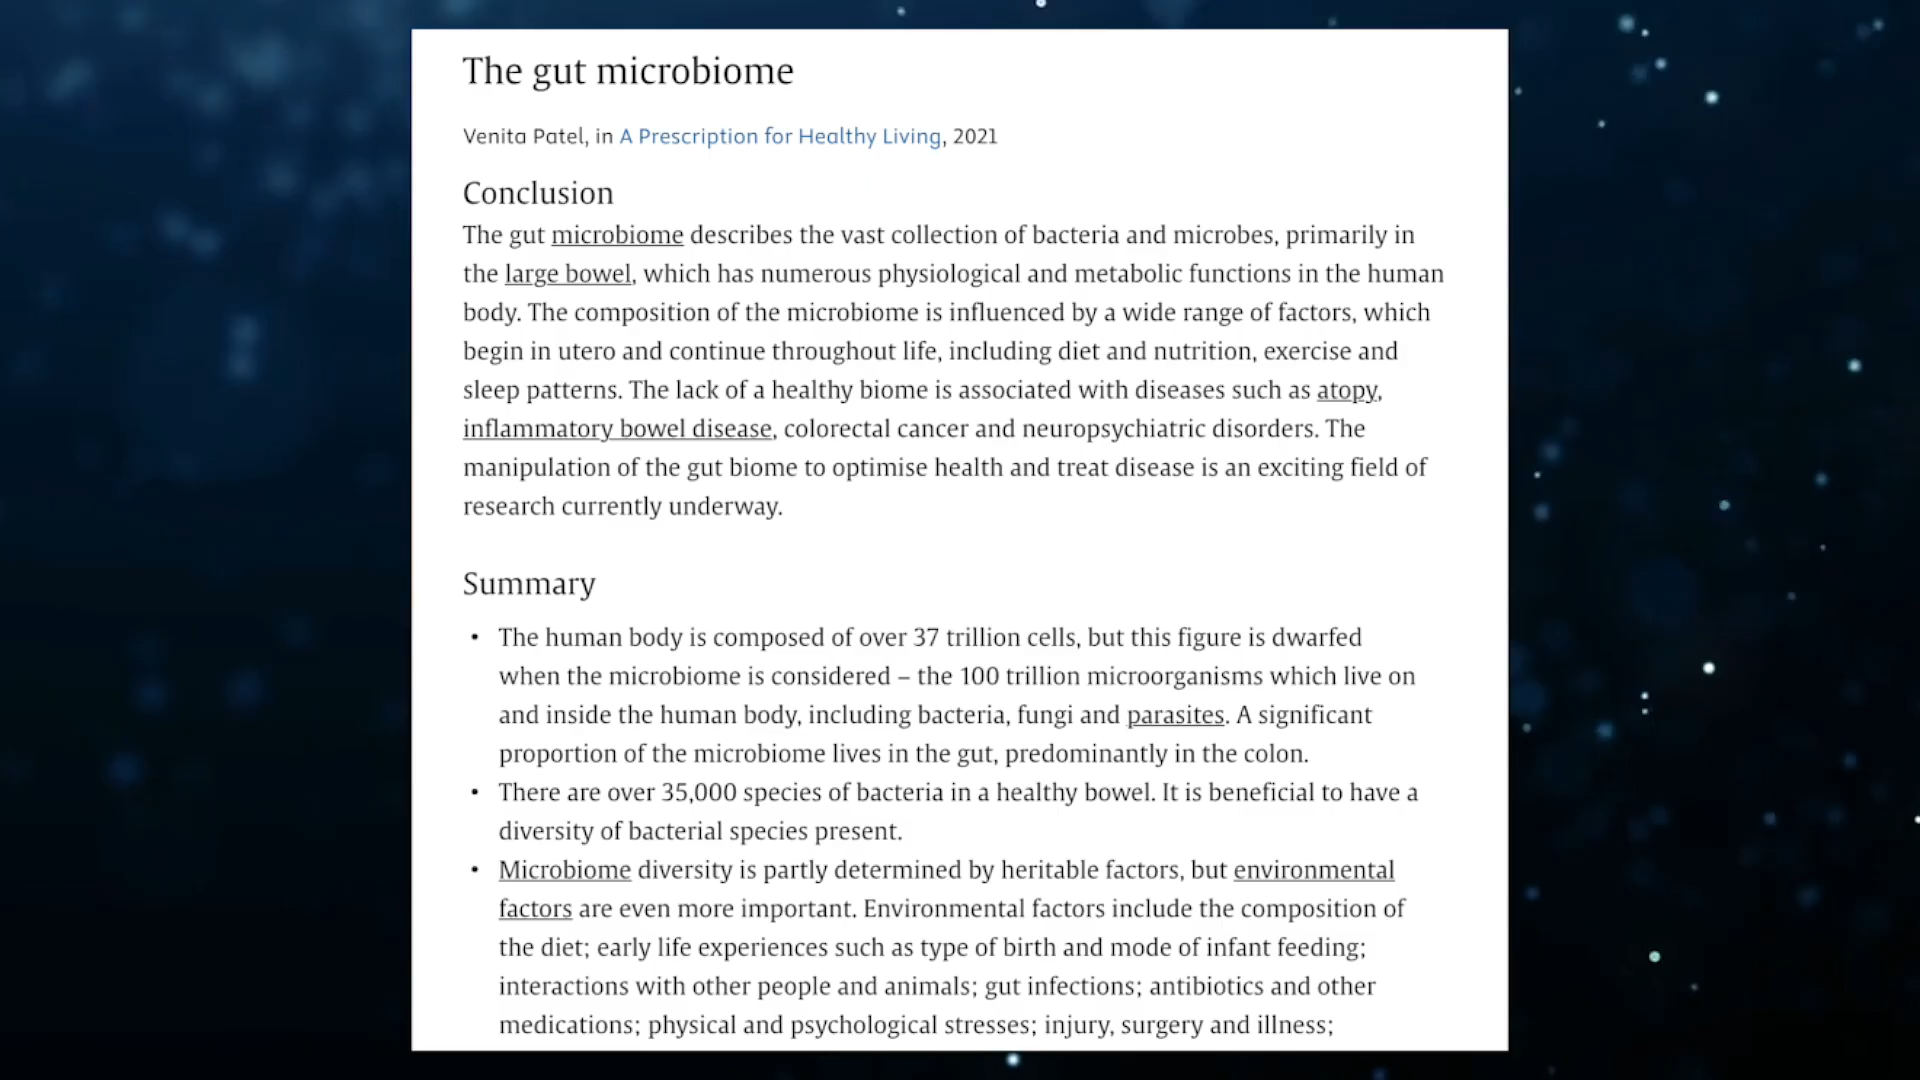 The gut microbiome
Venita Patel, in A Prescription for Healthy Living, 2021
Conclusion
The gut microbiome describes the vast collection of bacteria and microbes, primarily in
the large bowel, which has numerous physiological and metabolic functions in the human
body. The composition of the microbiome is influenced by a wide range of factors, which
begin in utero and continue throughout life, including diet and nutrition, exercise and
sleep patterns. The lack of a healthy biome is associated with diseases such as atopy,
inflammatory bowel disease, colorectal cancer and neuropsychiatric disorders. The
manipulation of the gut biome to optimise health and treat disease is an exciting field of
research currently underway.
Summary
• The human body is composed of over 37 trillion cells, but this figure is dwarfed
when the microbiome is considered – the 100 trillion microorganisms which live on
and inside the human body, including bacteria, fungi and parasites. A significant
proportion of the microbiome lives in the gut, predominantly in the colon.
• There are over 35,000 species of bacteria in a healthy bowel. It is beneficial to have a
diversity of bacterial species present.
• Microbiome diversity is partly determined by heritable factors, but environmental
factors are even more important. Environmental factors include the composition of
the diet; early life experiences such as type of birth and mode of infant feeding;
interactions with other people and animals; gut infections; antibiotics and other
medications; physical and psychological stresses; injury, surgery and illness;